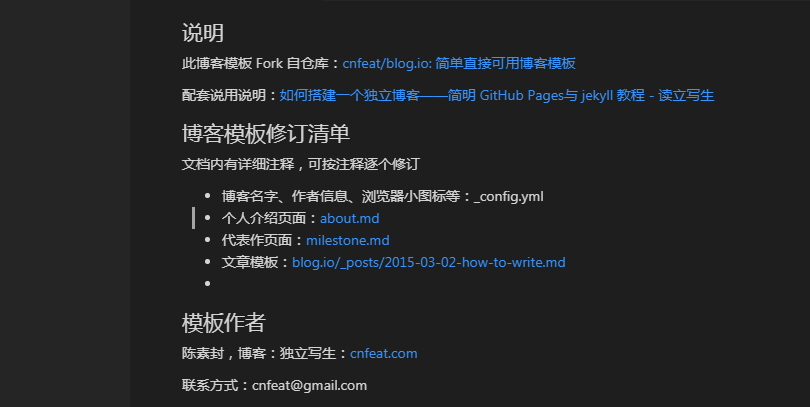 说明
此博客模板 Fork 自仓库：cnfeat/blog.io: 简单直接可用博客模板
配套说用说明：如何搭建一个独立博客——简明 GitHub Pages与 jekyll 教程 - 读立写生
博客模板修订清单
文档内有详细注释，可按注释逐个修订
• 博客名字、作者信息、浏览器小图标等：_config.yml
• 个人介绍页面：about.md
• 代表作页面：milestone.md
• 文章模板：blog.io/_posts/2015-03-02-how-to-write.md
•
模板作者
陈素封，博客：独立写生：cnfeat.com
联系方式：cnfeat@gmail.com